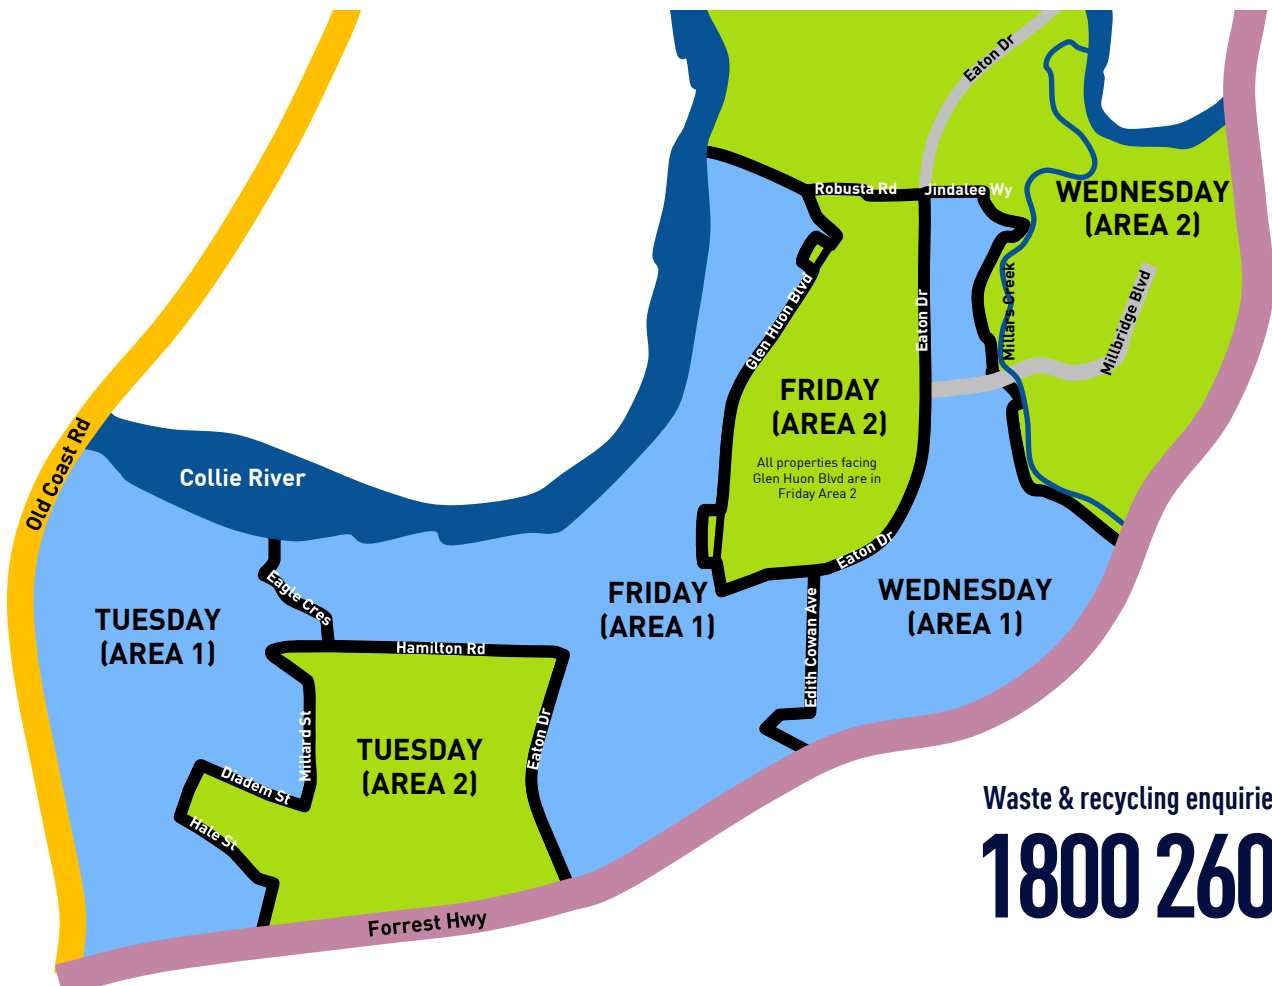 Eaton Dr
Robusta Rd
Jindalee Wy
WEDNESDAY
(AREA 2)
Glen Huon Blvd
Eaton Dr
Millars Creek
Millbridge Blvd
FRIDAY
(AREA 2)
All properties facing
Glen Huon Blvd are in
Friday Area 2
Old Coast Rd
Collie River
Eaton Dr
Eagle Cres
FRIDAY
(AREA 1)
Edith Cowan Ave
WEDNESDAY
(AREA 1)
TUESDAY
(AREA 1)
Hamilton Rd
Millard St
Eaton Dr
TUESDAY
(AREA 2)
Diadem St
Hale St
Waste & recycling enquirie
1800 260
Forrest Hwy